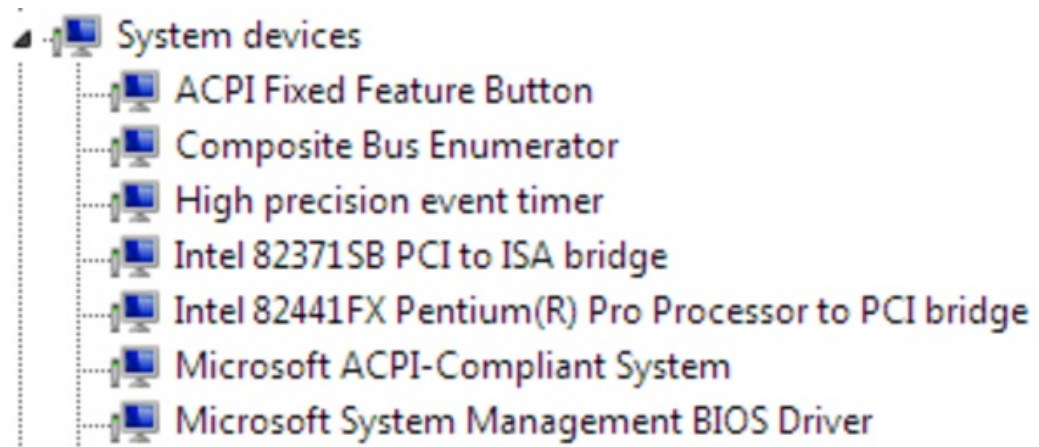 System devices
ACPI Fixed Feature Button
Composite Bus Enumerator
High precision event timer
Intel 82371SB PCI to ISA bridge
Intel 82441FX Pentium(R) Pro Processor to PCI bridge
Microsoft ACPI-Compliant System
Microsoft System Management BIOS Driver